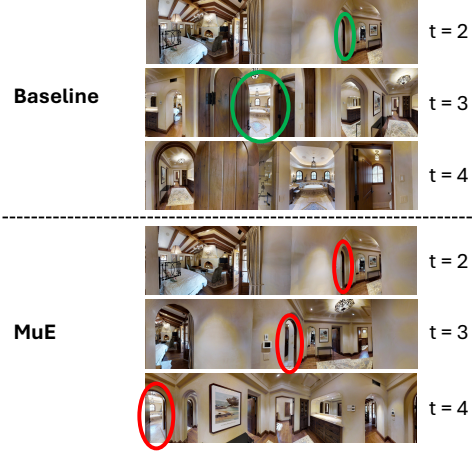 t = 2
Baseline
t = 3
t = 4
t = 2
MuE
t = 3
t = 4